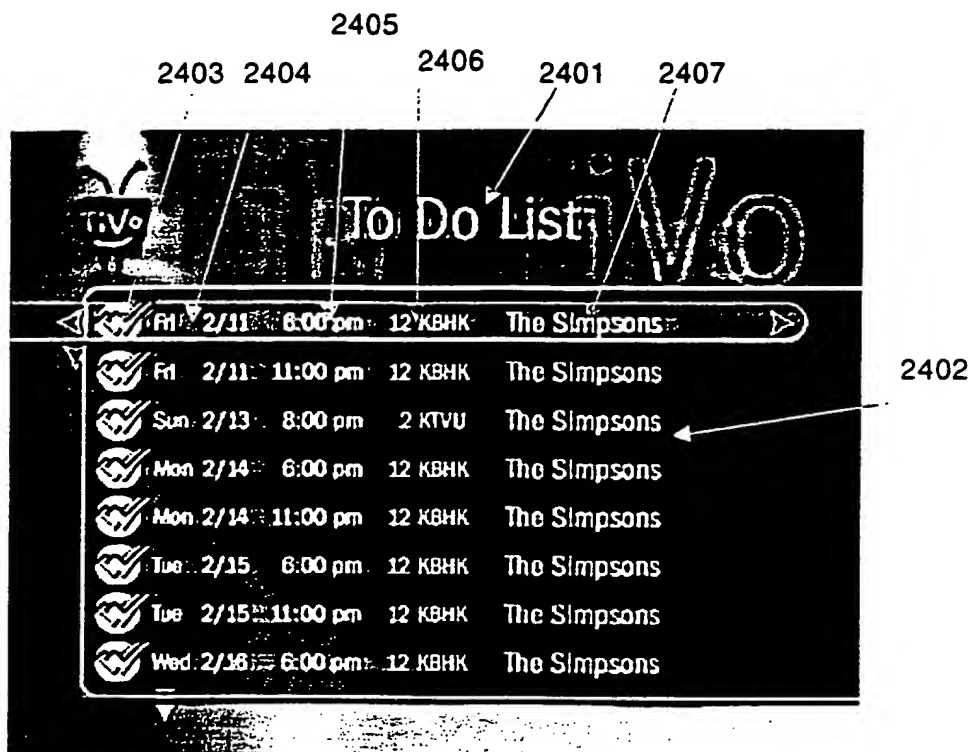 2405
2403 2404 2406 2401 2407
TiVo
To Do List
TiVo
Fri 2/11 6:00 pm 12 KBHK The Simpsons
Fri 2/11 11:00 pm 12 KBHK The Simpsons
2402
Sun 2/13 8:00 pm 2 KTVU The Simpsons
Mon 2/14 6:00 pm 12 KBHK The Simpsons
Mon 2/14 11:00 pm 12 KBHK The Simpsons
Tue 2/15 6:00 pm 12 KBHK The Simpsons
Tue 2/15 11:00 pm 12 KBHK The Simpsons
Wed 2/16 6:00 pm 12 KBHK The Simpsons